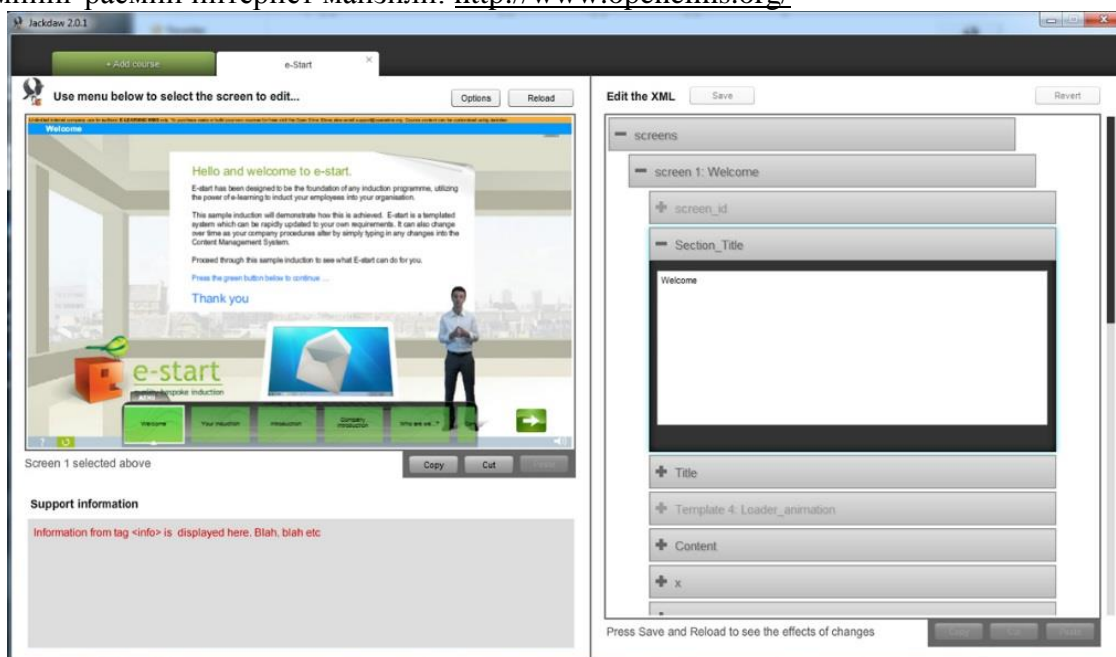 расмий интернет манзили: http://www.openelms.org/
Jackdaw 2.0.1
+ Add course
e-Start
Use menu below to select the screen to edit...
Options
Reload
Welcome
Hello and welcome to e-start.
E-start has been designed to be the foundation of any induction programme, utilizing
the power of e-learning to induct your employees into your organisation.
This sample induction will demonstrate how this is achieved. E-start is a templated
system which can be rapidly updated to your own requirements. It can also change
over time as your company procedures alter by simply typing in any changes into the
Content Management System.
Proceed through this sample induction to see what E-start can do for you.
Press the green button below to continue ...
Thank you
e-start
induction
MENU
Welcome
Your induction
Introduction
Company
introduction
Who are we...?
Screen 1 selected above
Copy
Cut
Support information
Information from tag <info> is displayed here. Blah, blah etc
Edit the XML
Save
Revert
screens
screen 1: Welcome
screen_id
Section_Title
Welcome
Title
Template 4: Loader_animation
Content
x
Press Save and Reload to see the effects of changes
Copy
Cut
Paste